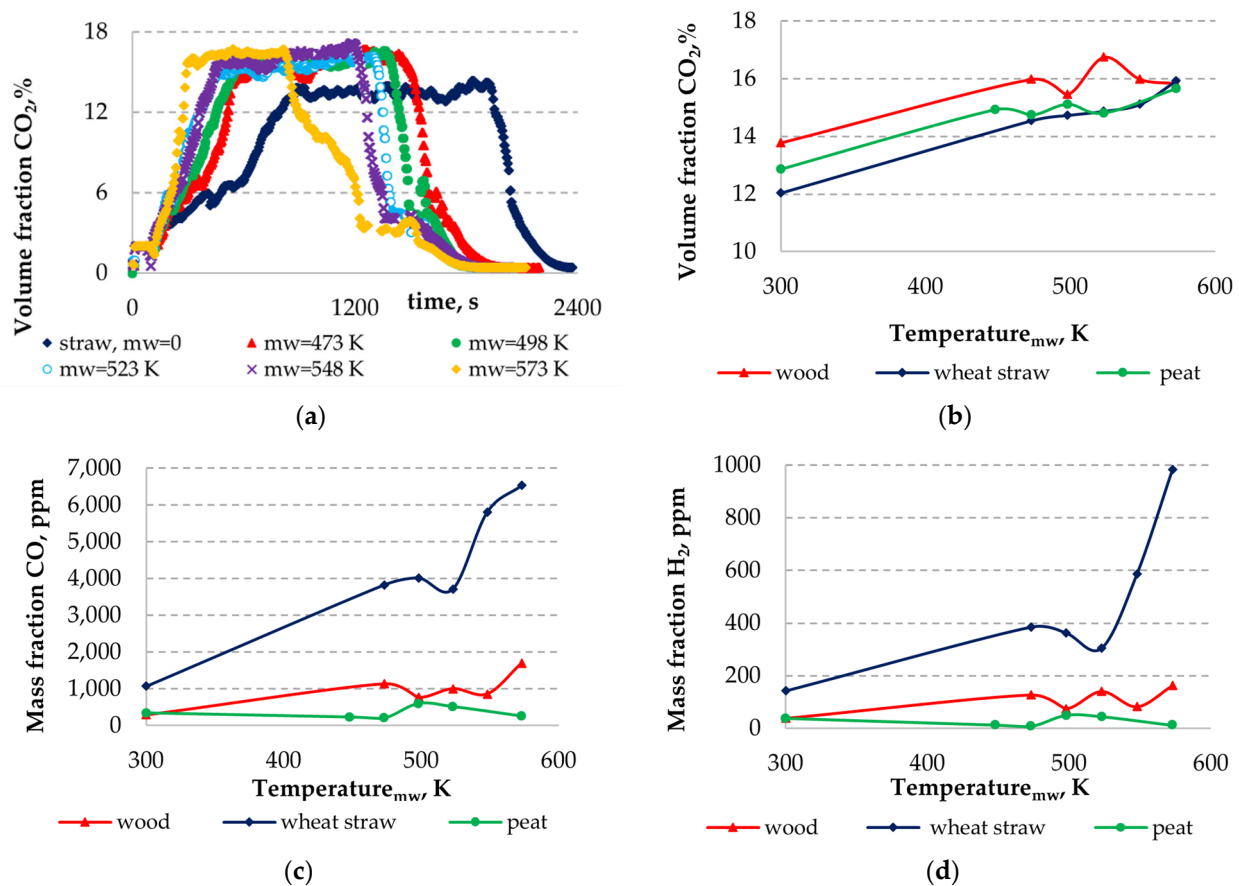 18
12
6
0
Volume fraction CO2,%
0
1200
2400
time, s
straw, mw=0 mw=473 K mw=498 K
mw=523 K mw=548 K mw=573 K
(a)
18
16
14
12
10
Volume fraction CO2,%
300 400 500 600
Temperaturemw, K
wood wheat straw peat
(b)
7,000
6,000
5,000
4,000
3,000
2,000
1,000
0
Mass fraction CO, ppm
300 400 500 600
Temperaturemw, K
wood wheat straw peat
(c)
1000
800
600
400
200
0
Mass fraction H2, ppm
300 400 500 600
Temperaturemw, K
wood wheat straw peat
(d)